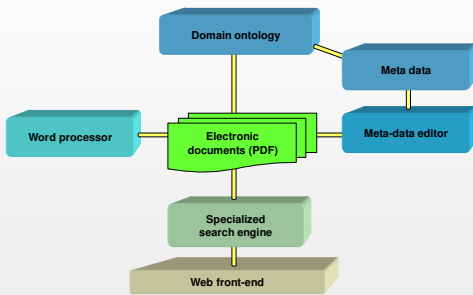 Domain ontology
Meta data
Word processor
Electronic
documents (PDF)
Meta-data editor
Specialized
search engine
Web front-end